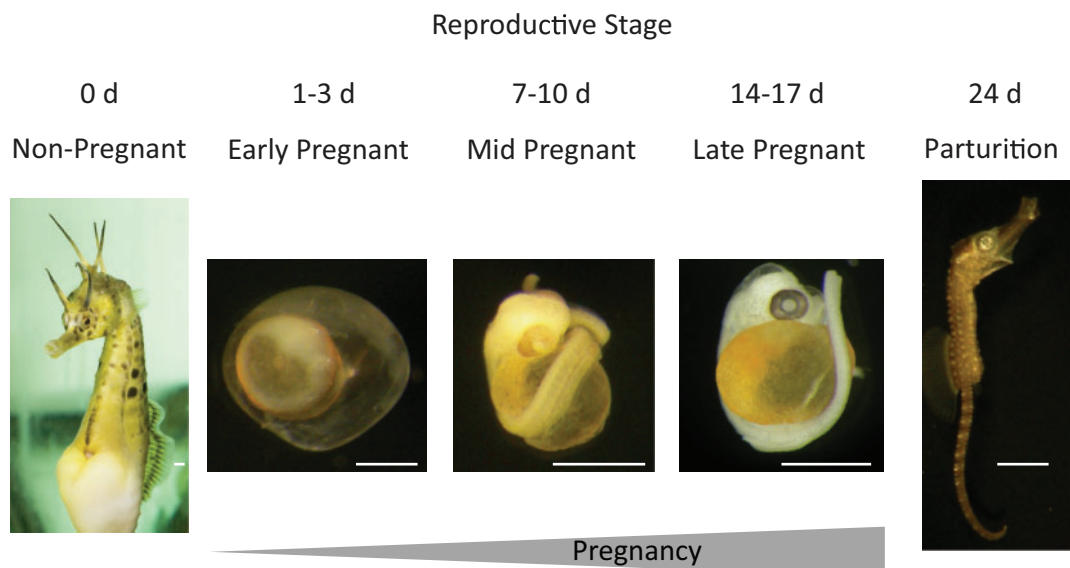 Reproductive Stage
0 d
1-3 d
7-10 d
14-17 d
24 d
Non-Pregnant
Early Pregnant
Mid Pregnant
Late Pregnant
Parturition
Pregnancy